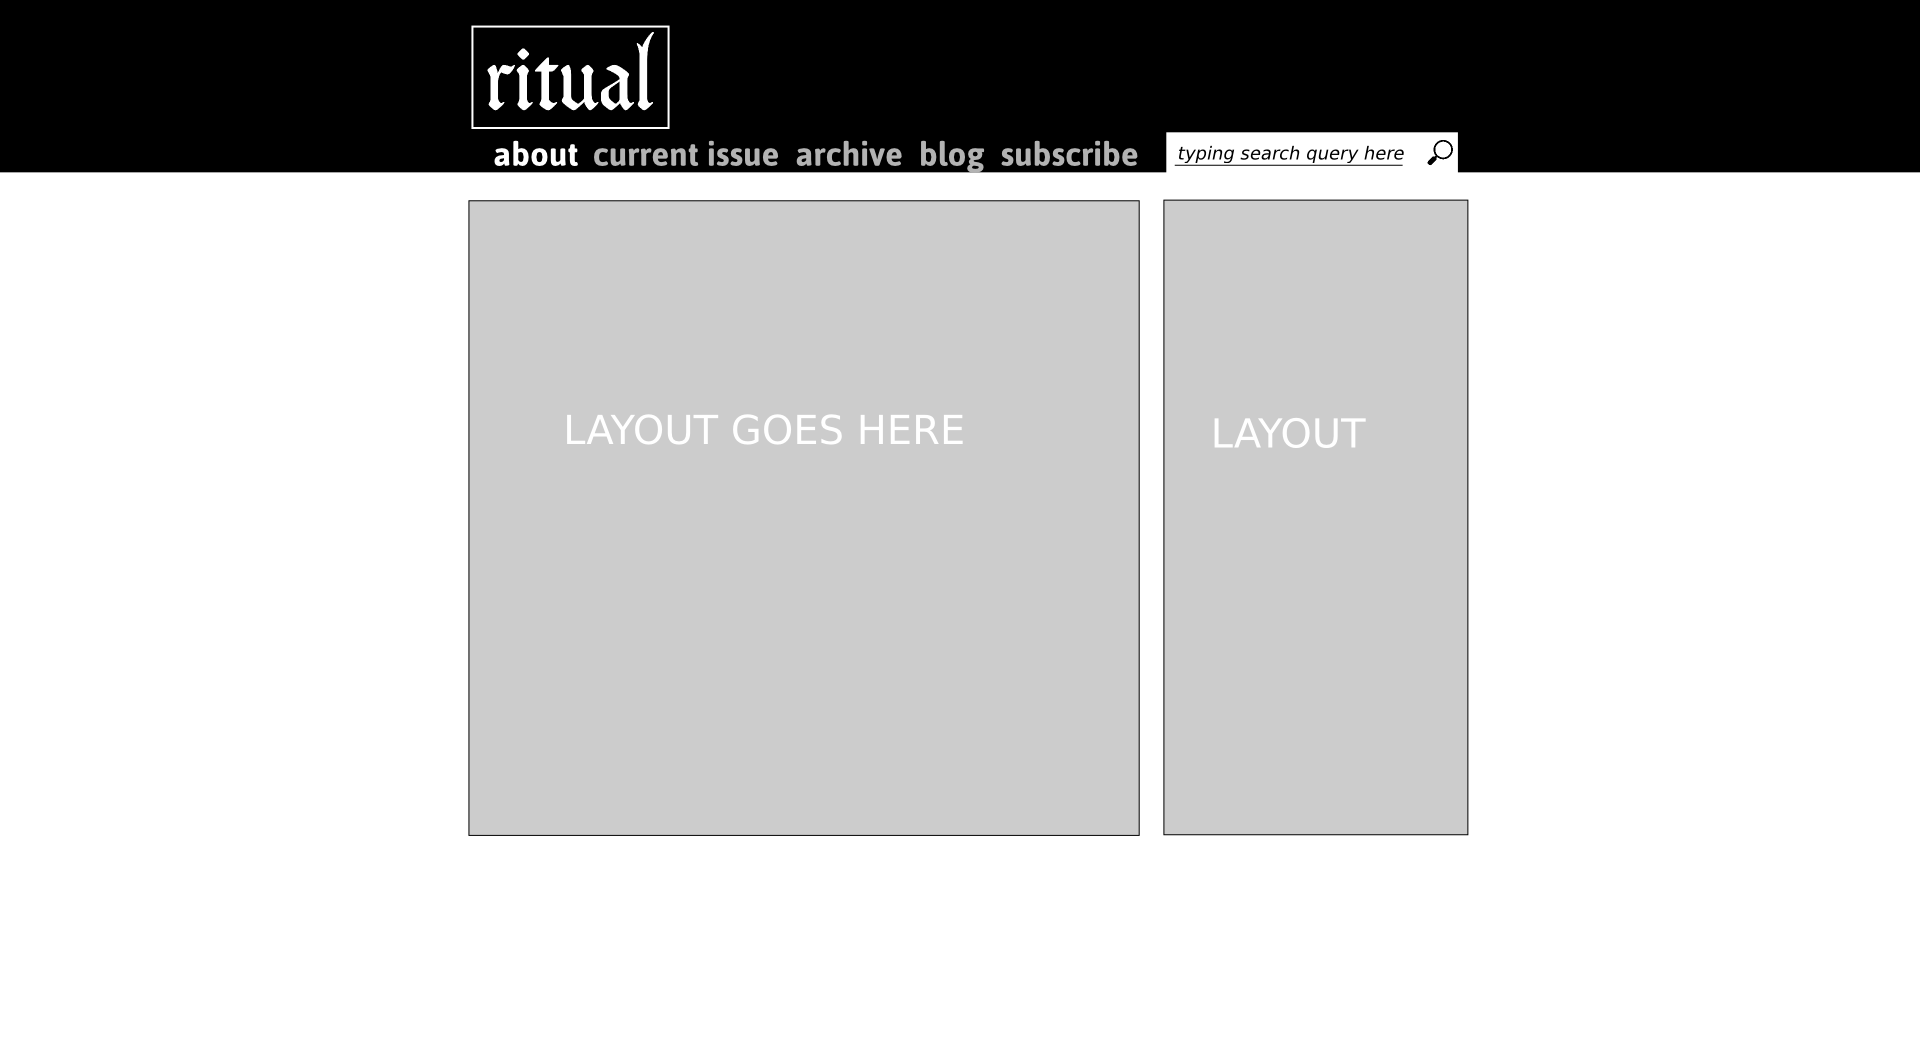 ritual
about current issue archive blog subscribe
typing search query here
LAYOUT GOES HERE
LAYOUT